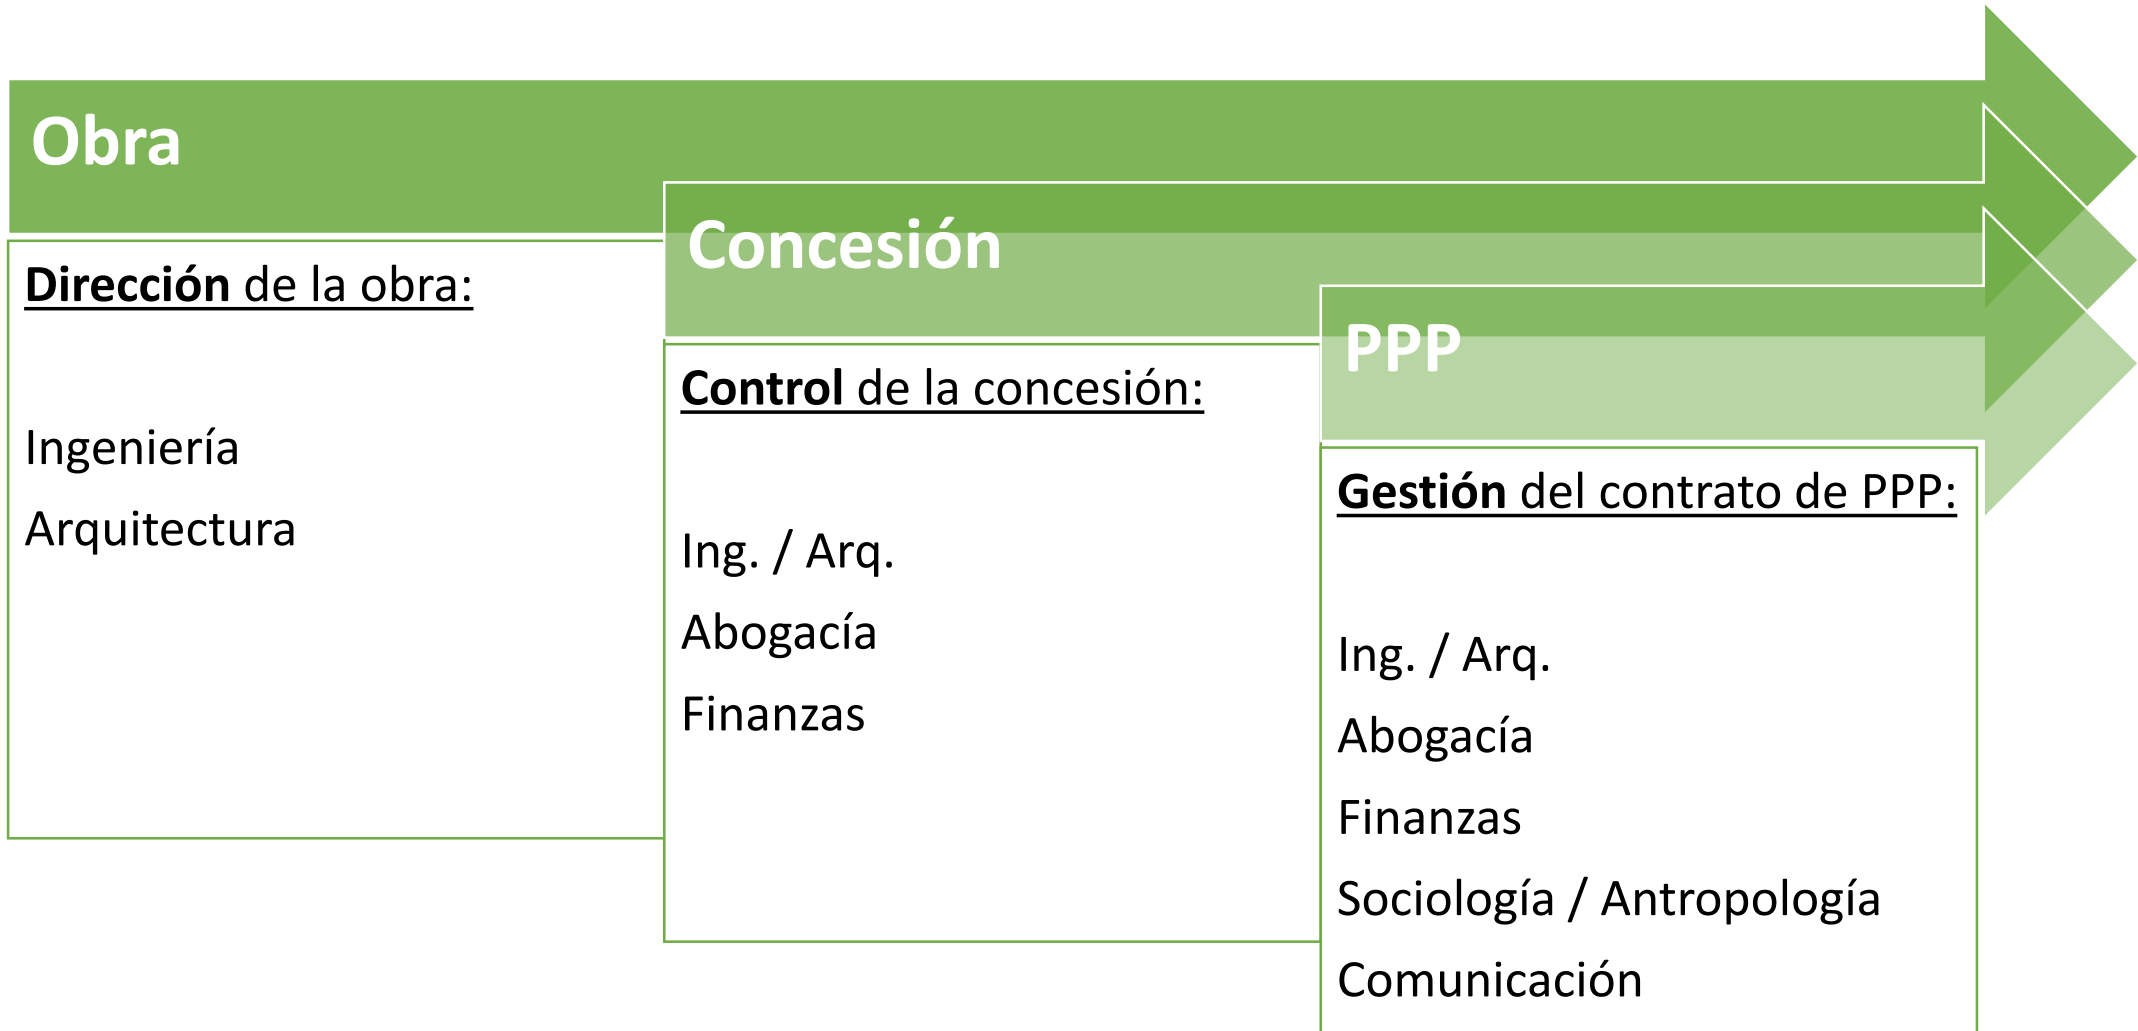 Obra
Dirección de la obra:
Ingeniería
Arquitectura
Concesión
Control de la concesión:
Ing. / Arq.
Abogacía
Finanzas
PPP
Gestión del contrato de PPP:
Ing. / Arq.
Abogacía
Finanzas
Sociología / Antropología
Comunicación